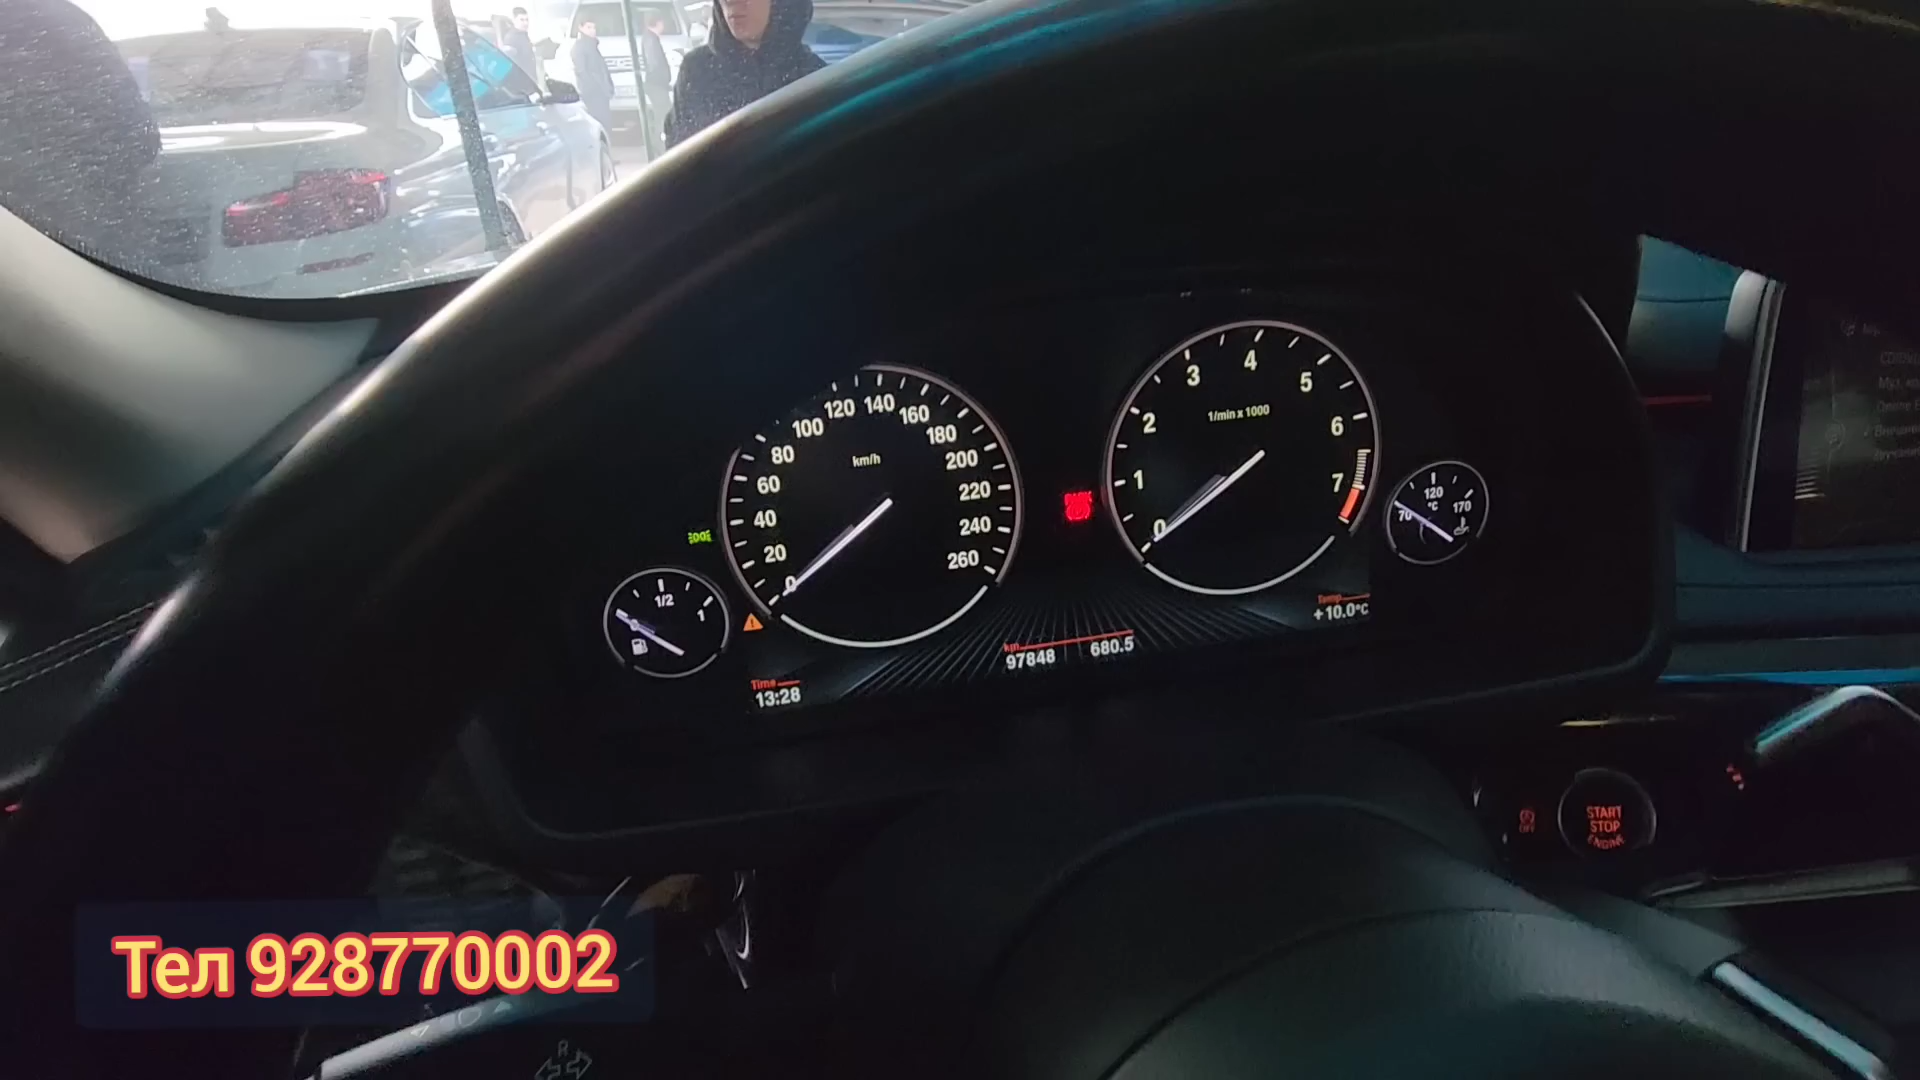 120 140
100 160
80 km/h 180
60 200
40 220
20 240
0 260
3 4 5
2 1/min x 1000 6
1 7
0
1/2 1
120
70 °C 170
Temp
+10.0°C
km
97848 680.5
Time
13:28
OFF
START
STOP
ENGINE
R
Тел 928770002